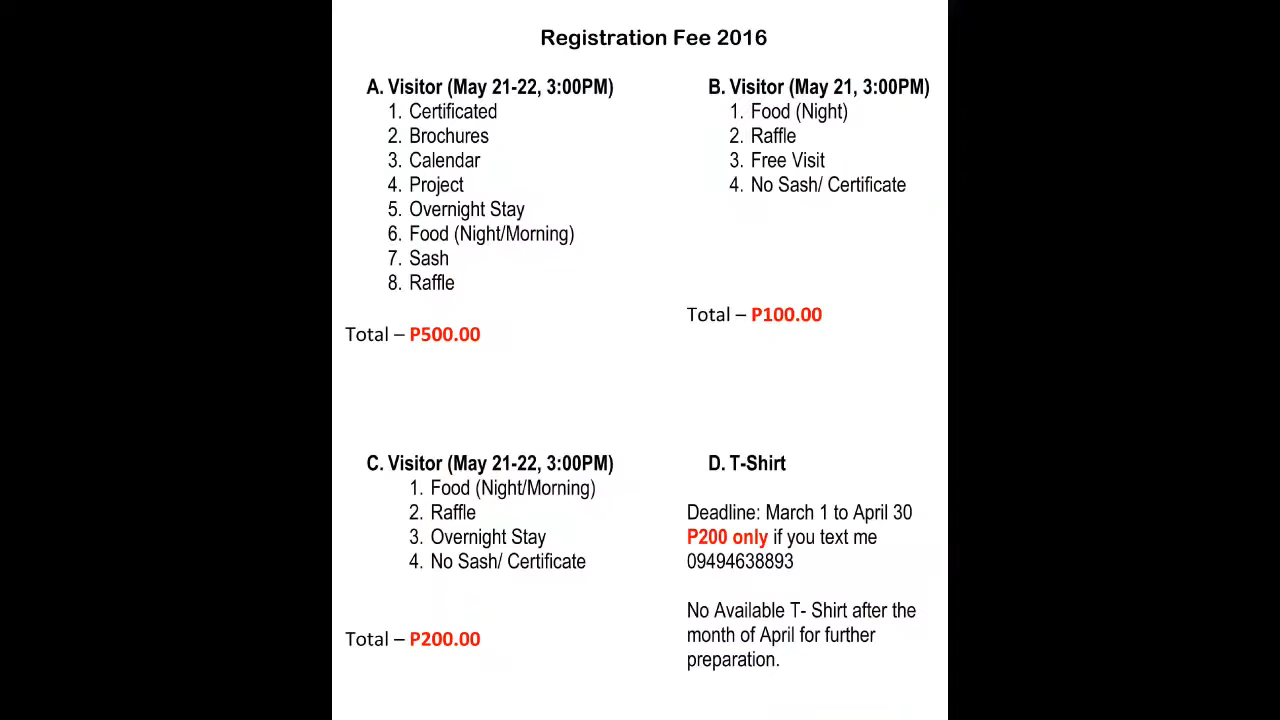 Registration Fee 2016
A. Visitor (May 21-22, 3:00PM)
1. Certificated
2. Brochures
3. Calendar
4. Project
5. Overnight Stay
6. Food (Night/Morning)
7. Sash
8. Raffle
Total – P500.00
B. Visitor (May 21, 3:00PM)
1. Food (Night)
2. Raffle
3. Free Visit
4. No Sash/ Certificate
Total – P100.00
C. Visitor (May 21-22, 3:00PM)
1. Food (Night/Morning)
2. Raffle
3. Overnight Stay
4. No Sash/ Certificate
Total – P200.00
D. T-Shirt
Deadline: March 1 to April 30
P200 only if you text me
09494638893
No Available T- Shirt after the
month of April for further
preparation.